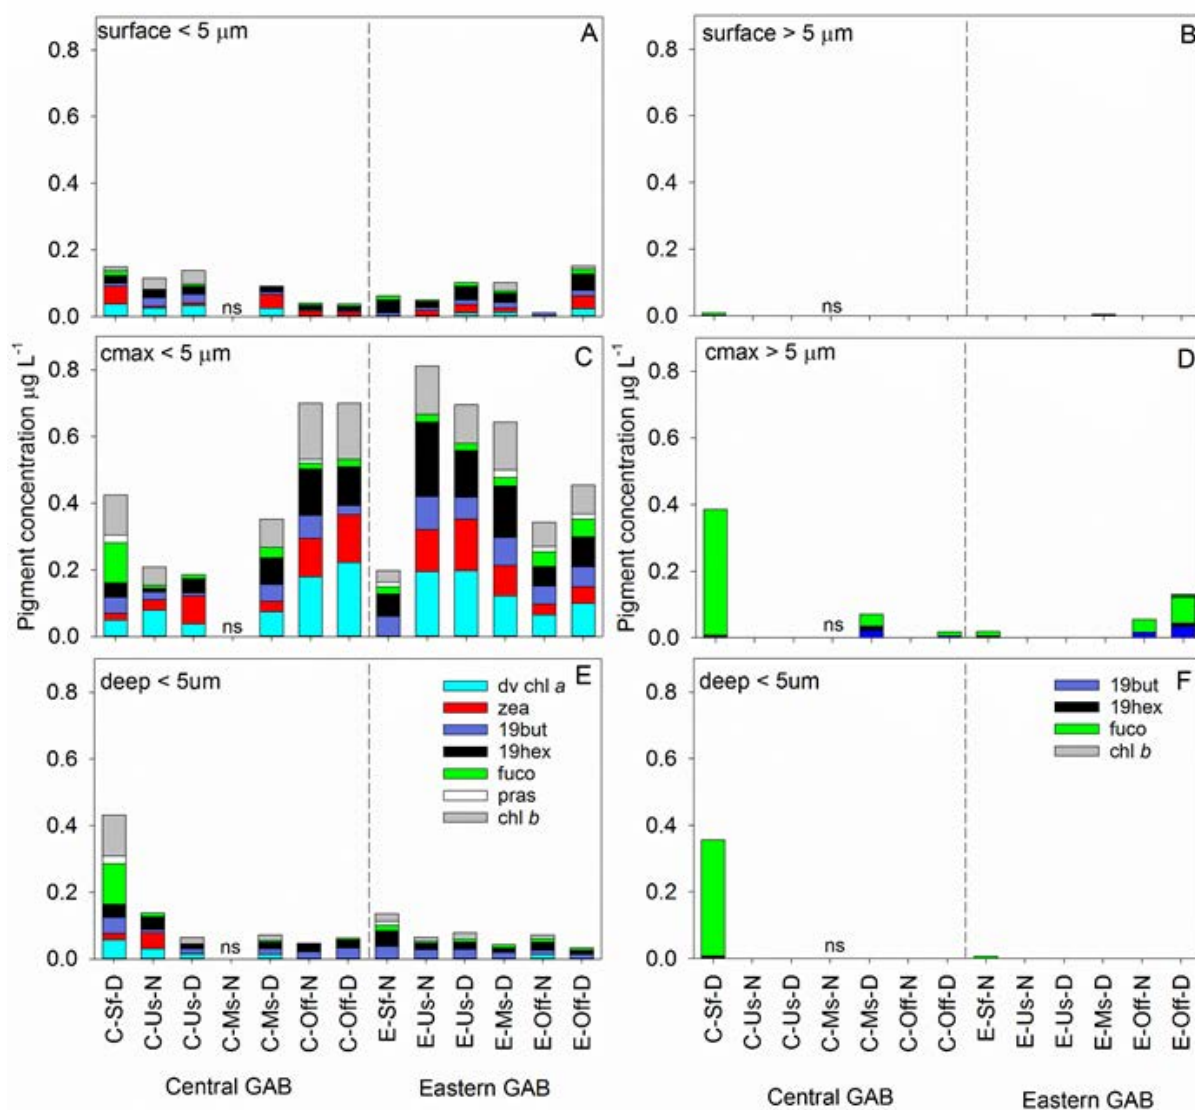 surface < 5 μm
A
0.8
0.6
0.4
0.2
0.0
ns
surface > 5 μm
B
0.8
0.6
0.4
0.2
0.0
ns
Pigment concentration μg L⁻¹
cmax < 5 μm
C
0.8
0.6
0.4
0.2
0.0
ns
Pigment concentration μg L⁻¹
cmax > 5 μm
D
0.8
0.6
0.4
0.2
0.0
ns
deep < 5um
E
0.8
0.6
0.4
0.2
0.0
ns
dv chl a
zea
19but
19hex
fuco
pras
chl b
deep < 5um
F
0.8
0.6
0.4
0.2
0.0
ns
19but
19hex
fuco
chl b
C-Sf-D
C-Us-N
C-Us-D
C-Ms-N
C-Ms-D
C-Off-N
C-Off-D
E-Sf-N
E-Us-N
E-Us-D
E-Ms-D
E-Off-N
E-Off-D
Central GAB
Eastern GAB
C-Sf-D
C-Us-N
C-Us-D
C-Ms-N
C-Ms-D
C-Off-N
C-Off-D
E-Sf-N
E-Us-N
E-Us-D
E-Ms-D
E-Off-N
E-Off-D
Central GAB
Eastern GAB